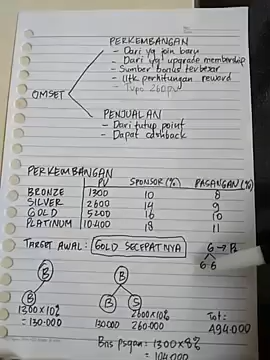 PERKEMBANGAN
- Dari yg join baru
- Dari yg upgrade membership
- Sumber bonus terbesar
- Utk perhitungan reward
- Tupo 260pv
OMSET
PENJUALAN
- Dari tutup point
- Dapat cashback
PERKEMBANGAN
PV SPONSOR (%) PASANGAN (%)
BRONZE 1300 10 8
SILVER 2600 14 9
GOLD 5200 16 10
PLATINUM 10400 18 11
TARGET AWAL: GOLD SECEPATNYA G → PL
G G
B B
B B S
1300 x 10% 2600 x 10% Tot:
= 130.000 130.000 260.000 494.000
Bns psgan: = 1300 x 8%
= 104.000